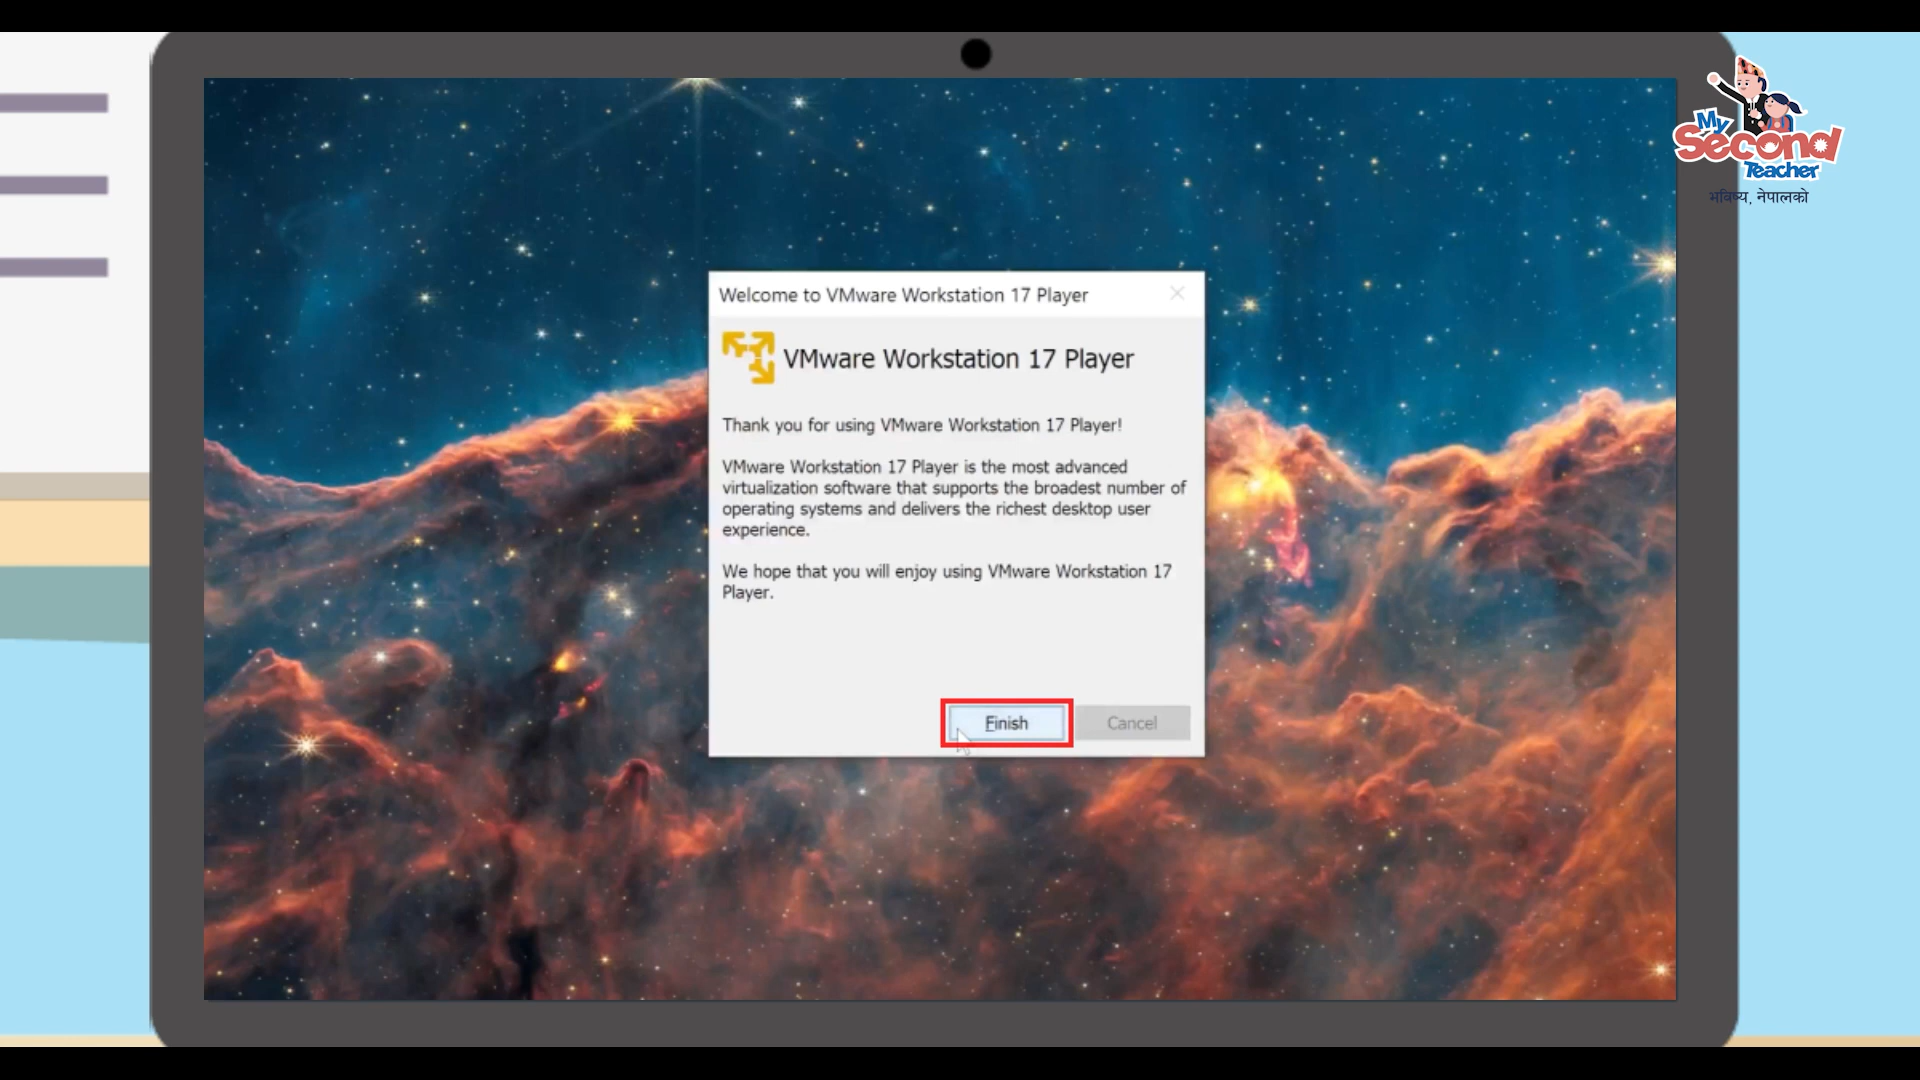 My
Second
Teacher
भविष्य, नेपालको
Welcome to VMware Workstation 17 Player
VMware Workstation 17 Player
Thank you for using VMware Workstation 17 Player!
VMware Workstation 17 Player is the most advanced
virtualization software that supports the broadest number of
operating systems and delivers the richest desktop user
experience.
We hope that you will enjoy using VMware Workstation 17
Player.
Finish
Cancel